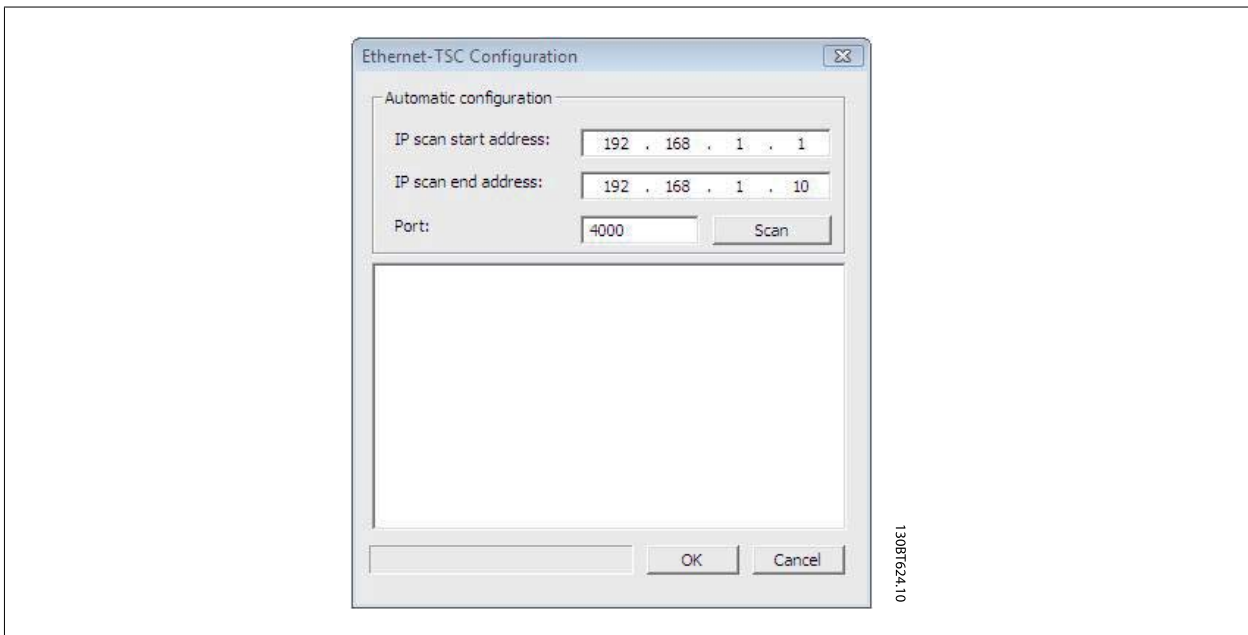 Ethernet-TSC Configuration
Automatic configuration
IP scan start address: 192 . 168 . 1 . 1
IP scan end address: 192 . 168 . 1 . 10
Port: 4000 Scan
OK Cancel
130BT624.10